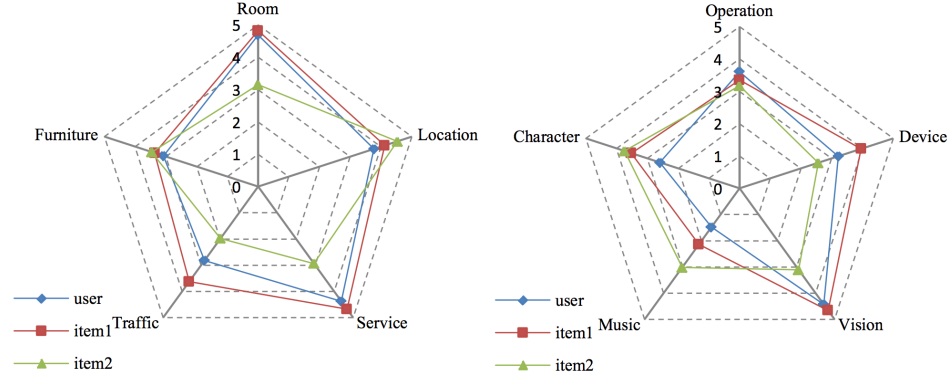 Room
5
4
3
2
1
0
Furniture
Location
Traffic
Service
user
item1
item2
Operation
5
4
3
2
1
0
Character
Device
Music
Vision
user
item1
item2